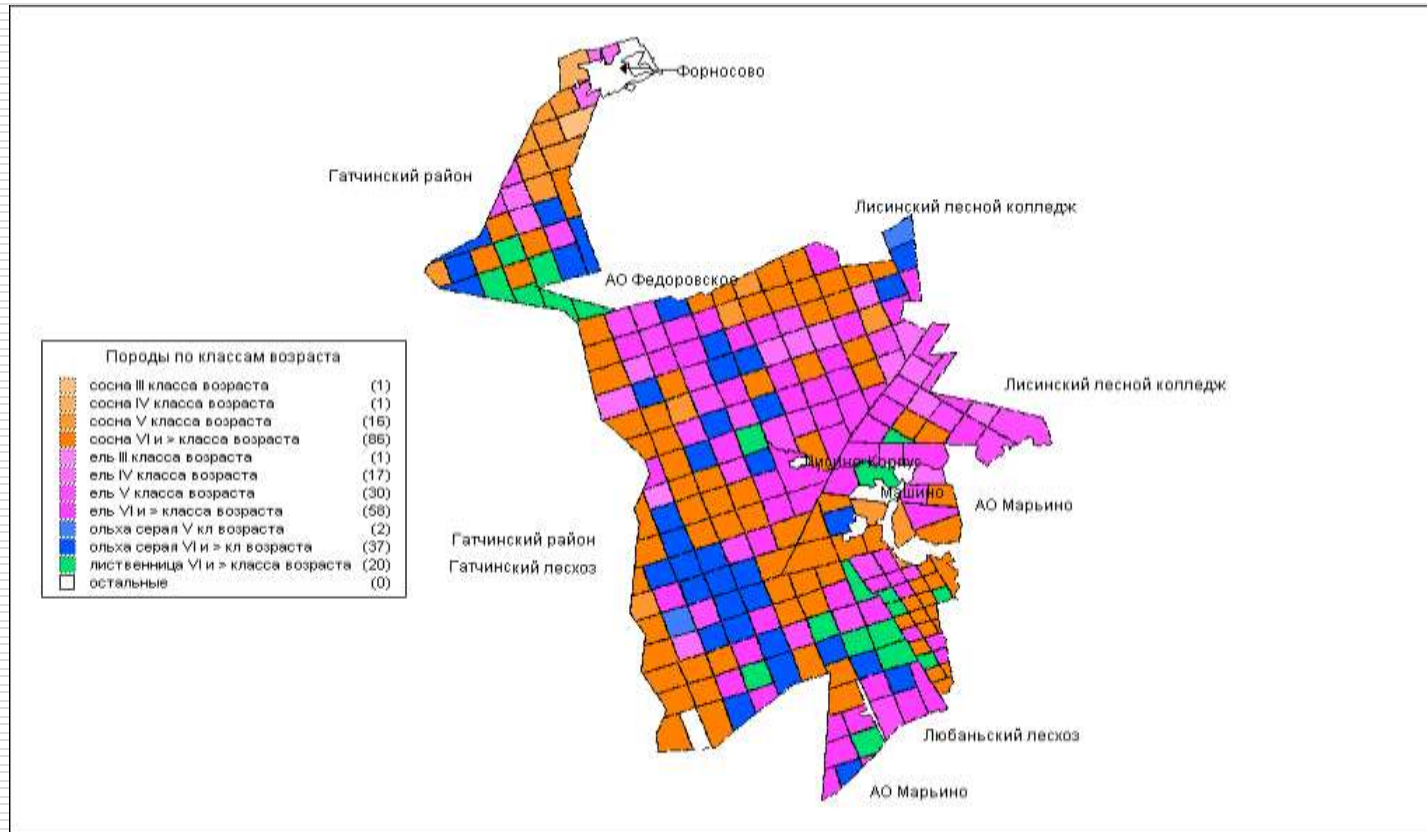 Форносово
Гатчинский район
Лисинский лесной колледж
АО Федоровское
Породы по классам возраста
сосна III класса возраста (1)
сосна IV класса возраста (1)
сосна V класса возраста (16)
сосна VI и > класса возраста (86)
ель III класса возраста (1)
ель IV класса возраста (17)
ель V класса возраста (30)
ель VI и > класса возраста (58)
ольха серая V кл возраста (2)
ольха серая VI и > кл возраста (37)
лиственница VI и > класса возраста (20)
остальные (0)
Лисинский лесной колледж
Лисино-Корпус
Машино
АО Марьино
Гатчинский район
Гатчинский лесхоз
Любаньский лесхоз
АО Марьино